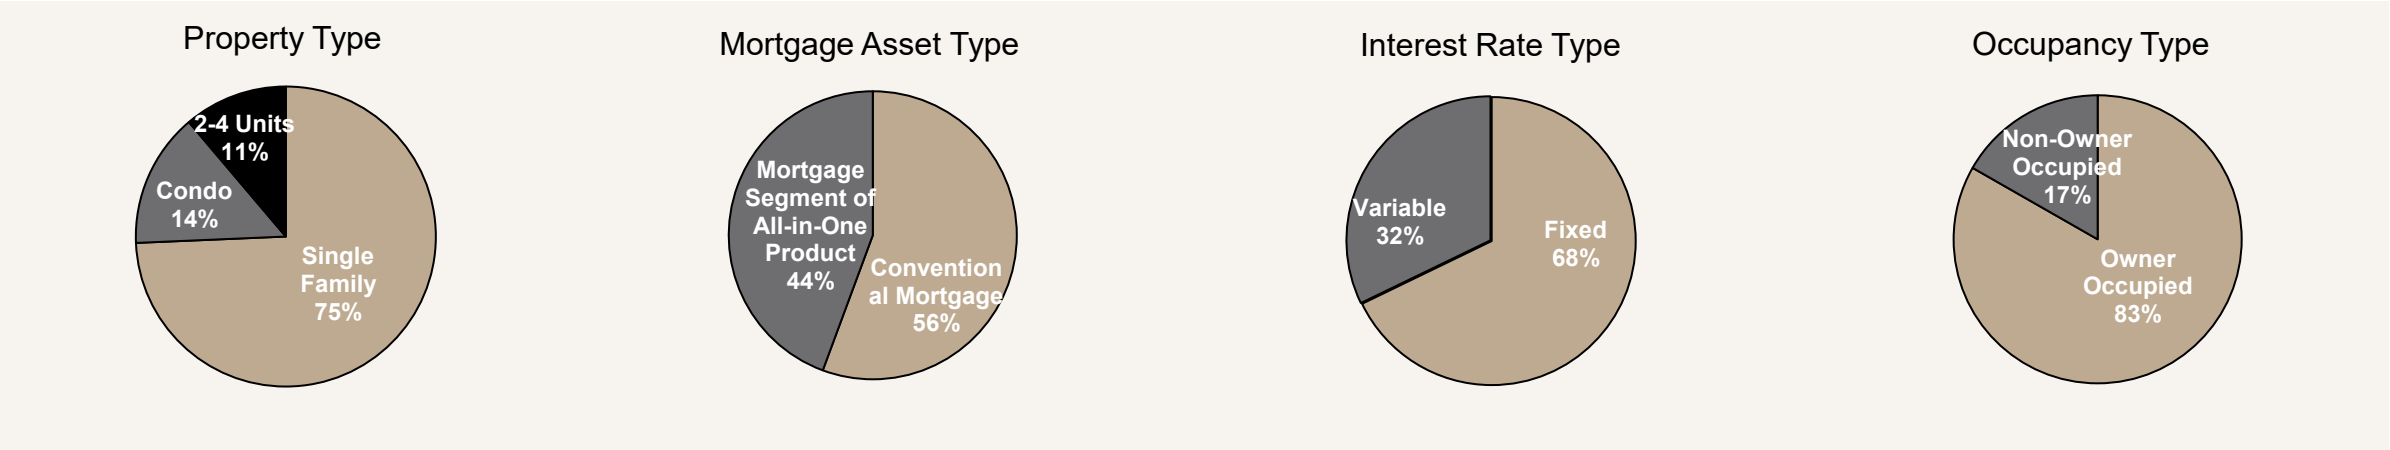 Property Type
2-4 Units
11%
Condo
14%
Single
Family
75%
Mortgage Asset Type
Mortgage
Segment of
All-in-One
Product
44%
Convention
al Mortgage
56%
Interest Rate Type
Variable
32%
Fixed
68%
Occupancy Type
Non-Owner
Occupied
17%
Owner
Occupied
83%